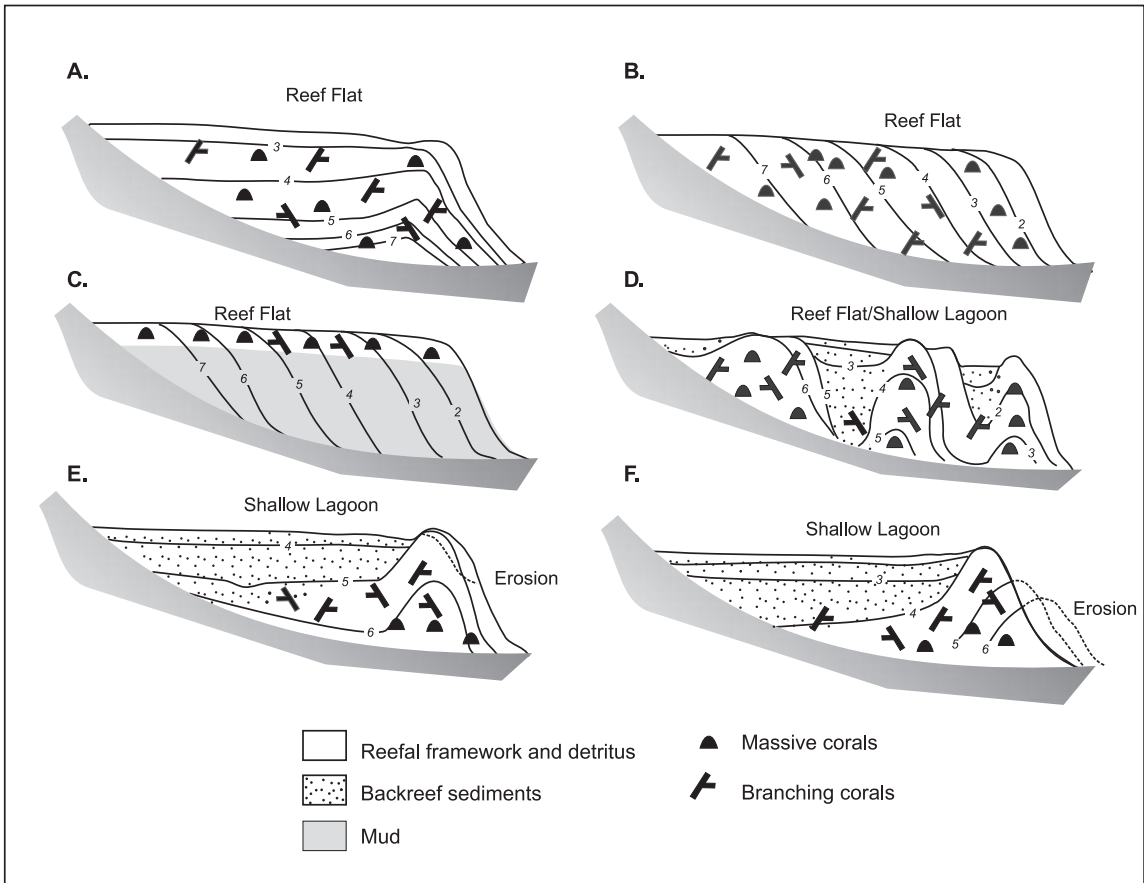 A.
Reef Flat
3
4
5
6
7
B.
Reef Flat
7
6
5
4
3
2
C.
Reef Flat
7
6
5
4
3
2
D.
Reef Flat/Shallow Lagoon
3
6
5
4
5
2
3
E.
Shallow Lagoon
4
5
6
Erosion
F.
Shallow Lagoon
3
4
5
6
Erosion
Reefal framework and detritus
Massive corals
Backreef sediments
Branching corals
Mud